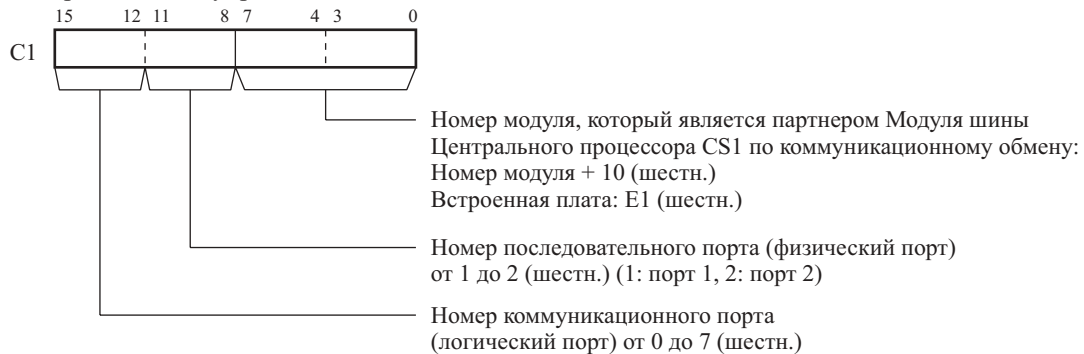 15 12 11 8 7 4 3 0
C1
Номер модуля, который является партнером Модуля шины
Центрального процессора CS1 по коммуникационному обмену:
Номер модуля + 10 (шестн.)
Встроенная плата: E1 (шестн.)
Номер последовательного порта (физический порт)
от 1 до 2 (шестн.) (1: порт 1, 2: порт 2)
Номер коммуникационного порта
(логический порт) от 0 до 7 (шестн.)